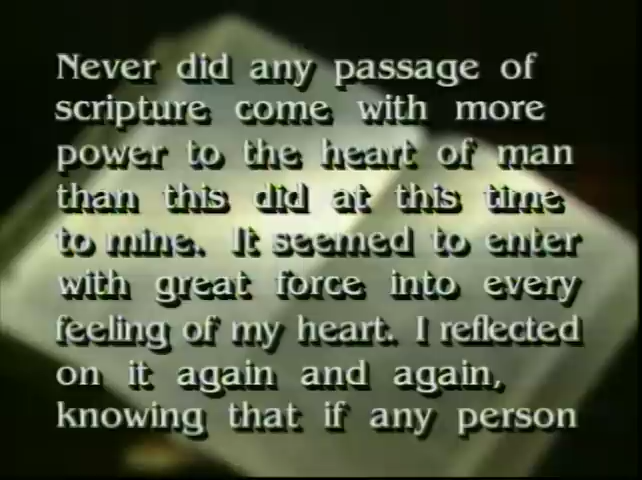 Never did any passage of
scripture come with more
power to the heart of man
than this did at this time
to mine. It seemed to enter
with great force into every
feeling of my heart. I reflected
on it again and again,
knowing that if any person